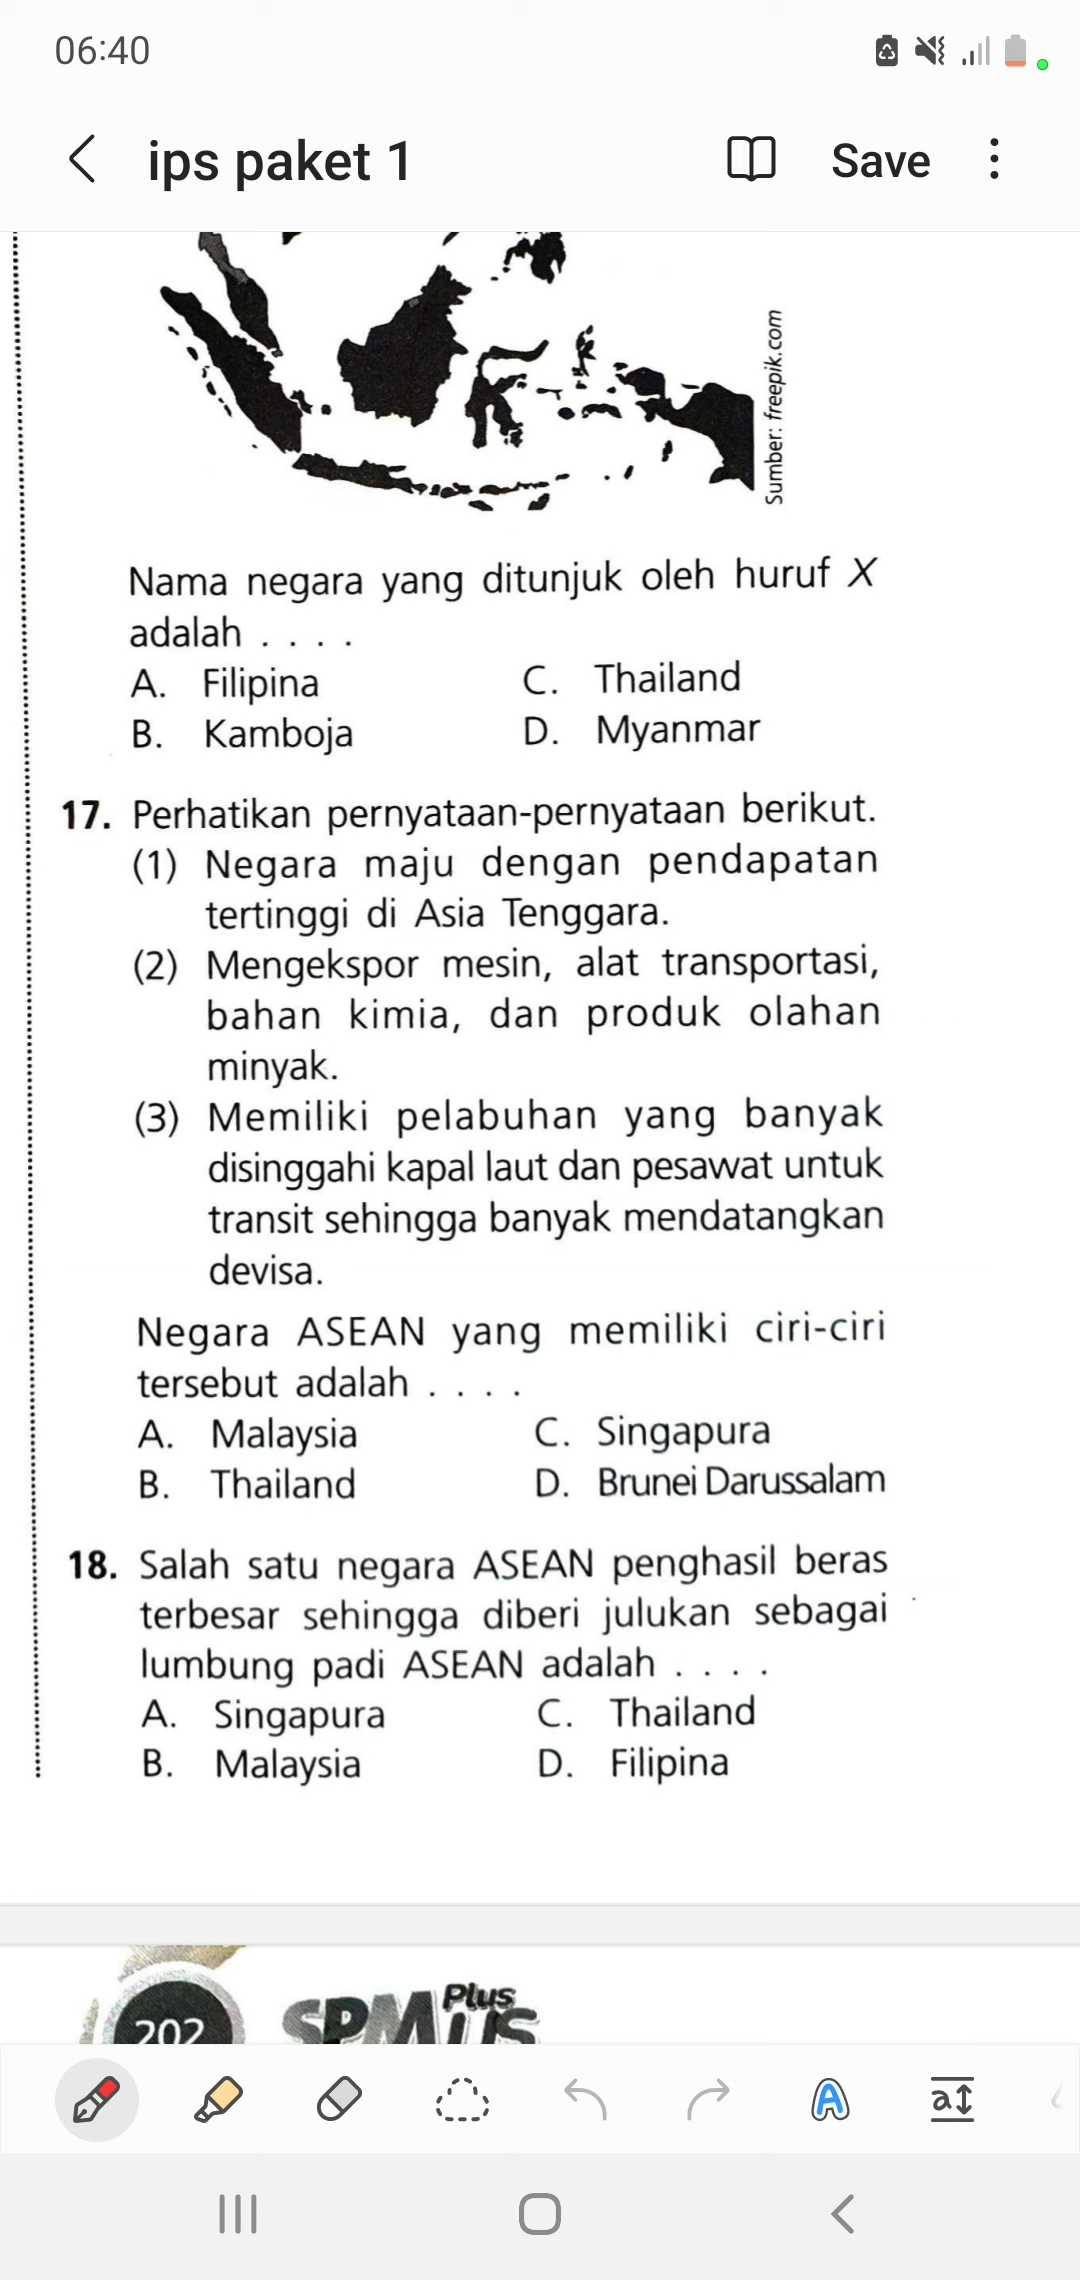 06:40
ips paket 1
Save
Sumber: freepik.com
Nama negara yang ditunjuk oleh huruf X
adalah . . . .
A. Filipina
C. Thailand
B. Kamboja
D. Myanmar
17. Perhatikan pernyataan-pernyataan berikut.
(1) Negara maju dengan pendapatan
tertinggi di Asia Tenggara.
(2) Mengekspor mesin, alat transportasi,
bahan kimia, dan produk olahan
minyak.
(3) Memiliki pelabuhan yang banyak
disinggahi kapal laut dan pesawat untuk
transit sehingga banyak mendatangkan
devisa.
Negara ASEAN yang memiliki ciri-ciri
tersebut adalah . . . .
A. Malaysia
C. Singapura
B. Thailand
D. Brunei Darussalam
18. Salah satu negara ASEAN penghasil beras
terbesar sehingga diberi julukan sebagai
lumbung padi ASEAN adalah . . . .
A. Singapura
C. Thailand
B. Malaysia
D. Filipina
202
Plus
A
a